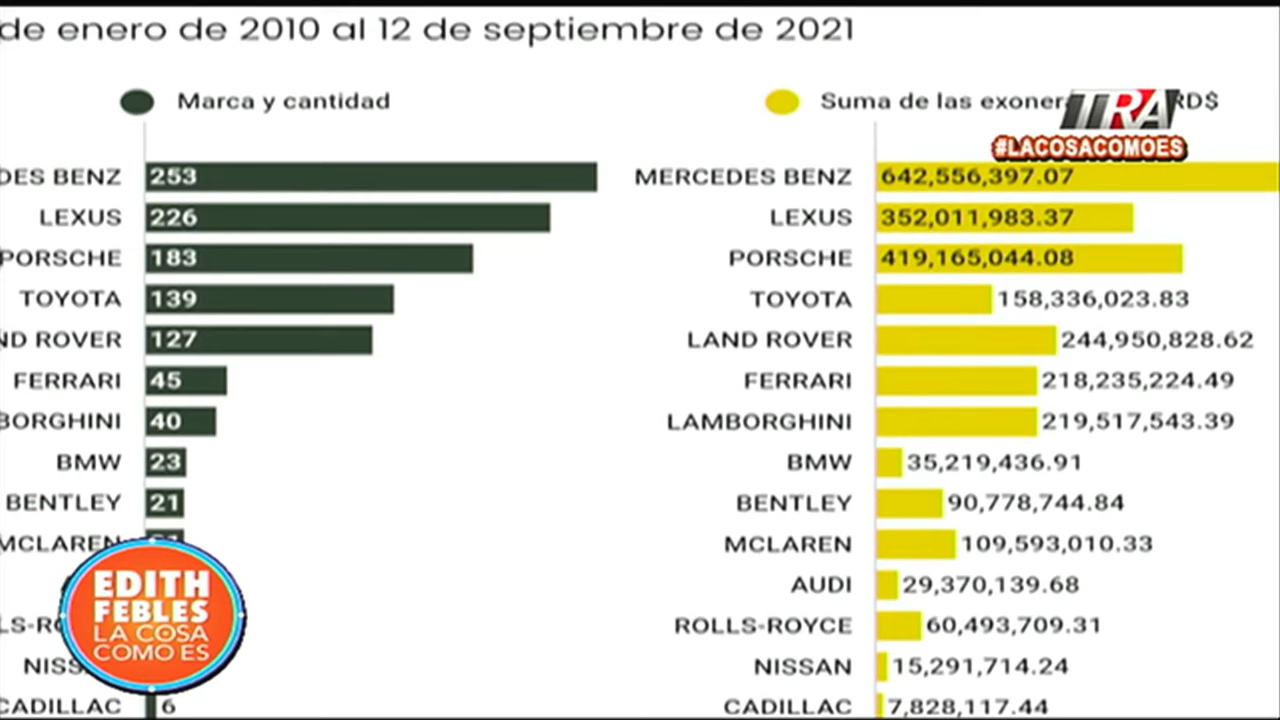 de enero de 2010 al 12 de septiembre de 2021
Marca y cantidad
DES BENZ 253
LEXUS 226
PORSCHE 183
TOYOTA 139
ND ROVER 127
FERRARI 45
BORGHINI 40
BMW 23
BENTLEY 21
MCLAREN
NISS
CADILLAC 6
Suma de las exoner RD$
MERCEDES BENZ 642,556,397.07
LEXUS 352,011,983.37
PORSCHE 419,165,044.08
TOYOTA 158,336,023.83
LAND ROVER 244,950,828.62
FERRARI 218,235,224.49
LAMBORGHINI 219,517,543.39
BMW 35,219,436.91
BENTLEY 90,778,744.84
MCLAREN 109,593,010.33
AUDI 29,370,139.68
ROLLS-ROYCE 60,493,709.31
NISSAN 15,291,714.24
CADILLAC 7,828,117.44
TRA
#LACOSACOMOES
EDITH
FEBLES
LA COSA
COMO ES